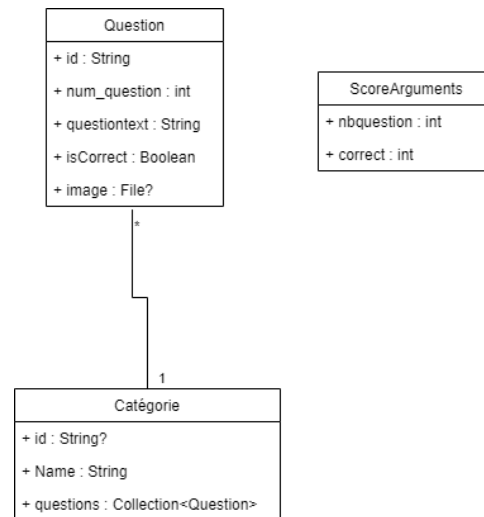 Question
+ id : String
+ num_question : int
+ questiontext : String
+ isCorrect : Boolean
+ image : File?
ScoreArguments
+ nbquestion : int
+ correct : int
*
1
Catégorie
+ id : String?
+ Name : String
+ questions : Collection<Question>